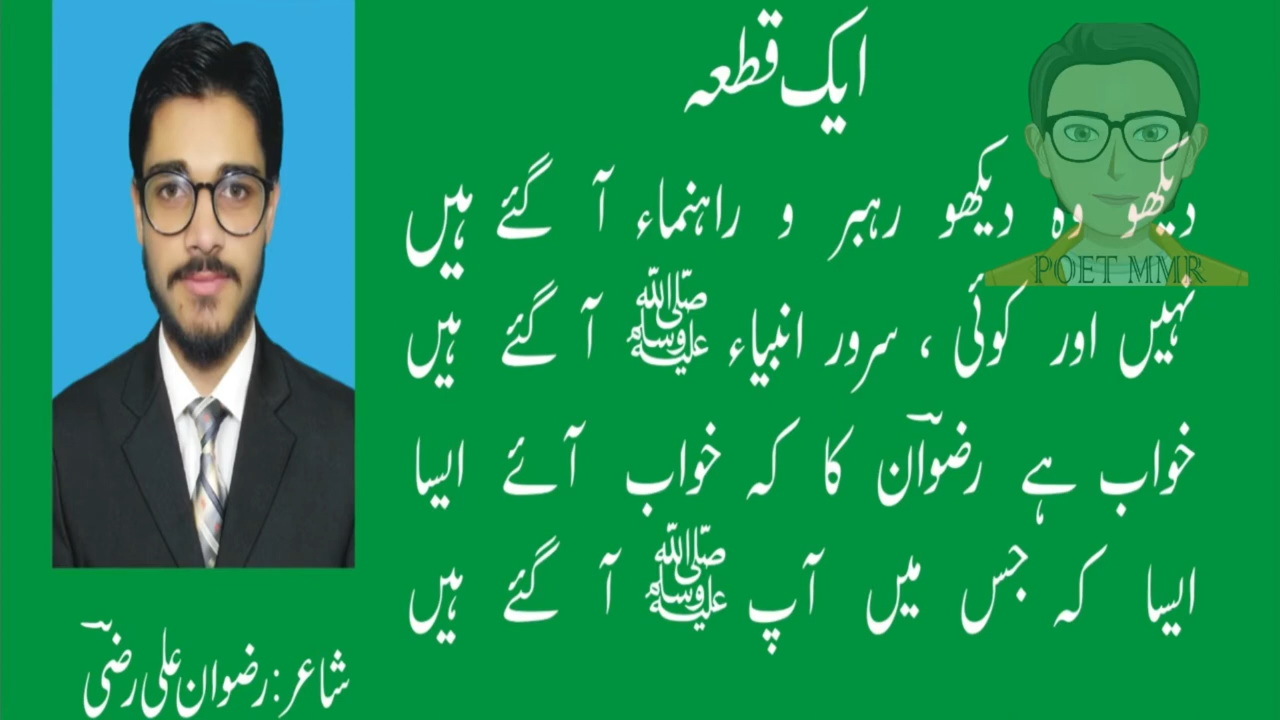 ایک قطعہ
دیکھو وہ دیکھو رہبر و راہنماء آ گئے ہیں
نہیں اور کوئی ، سرور انبیاء ﷺ آ گئے ہیں
خواب ہے رضوانؔ کا کہ خواب آئے ایسا
ایسا کہ جس میں آپ ﷺ آ گئے ہیں
شاعر: رضوان علی رضیؔ
POET MMR